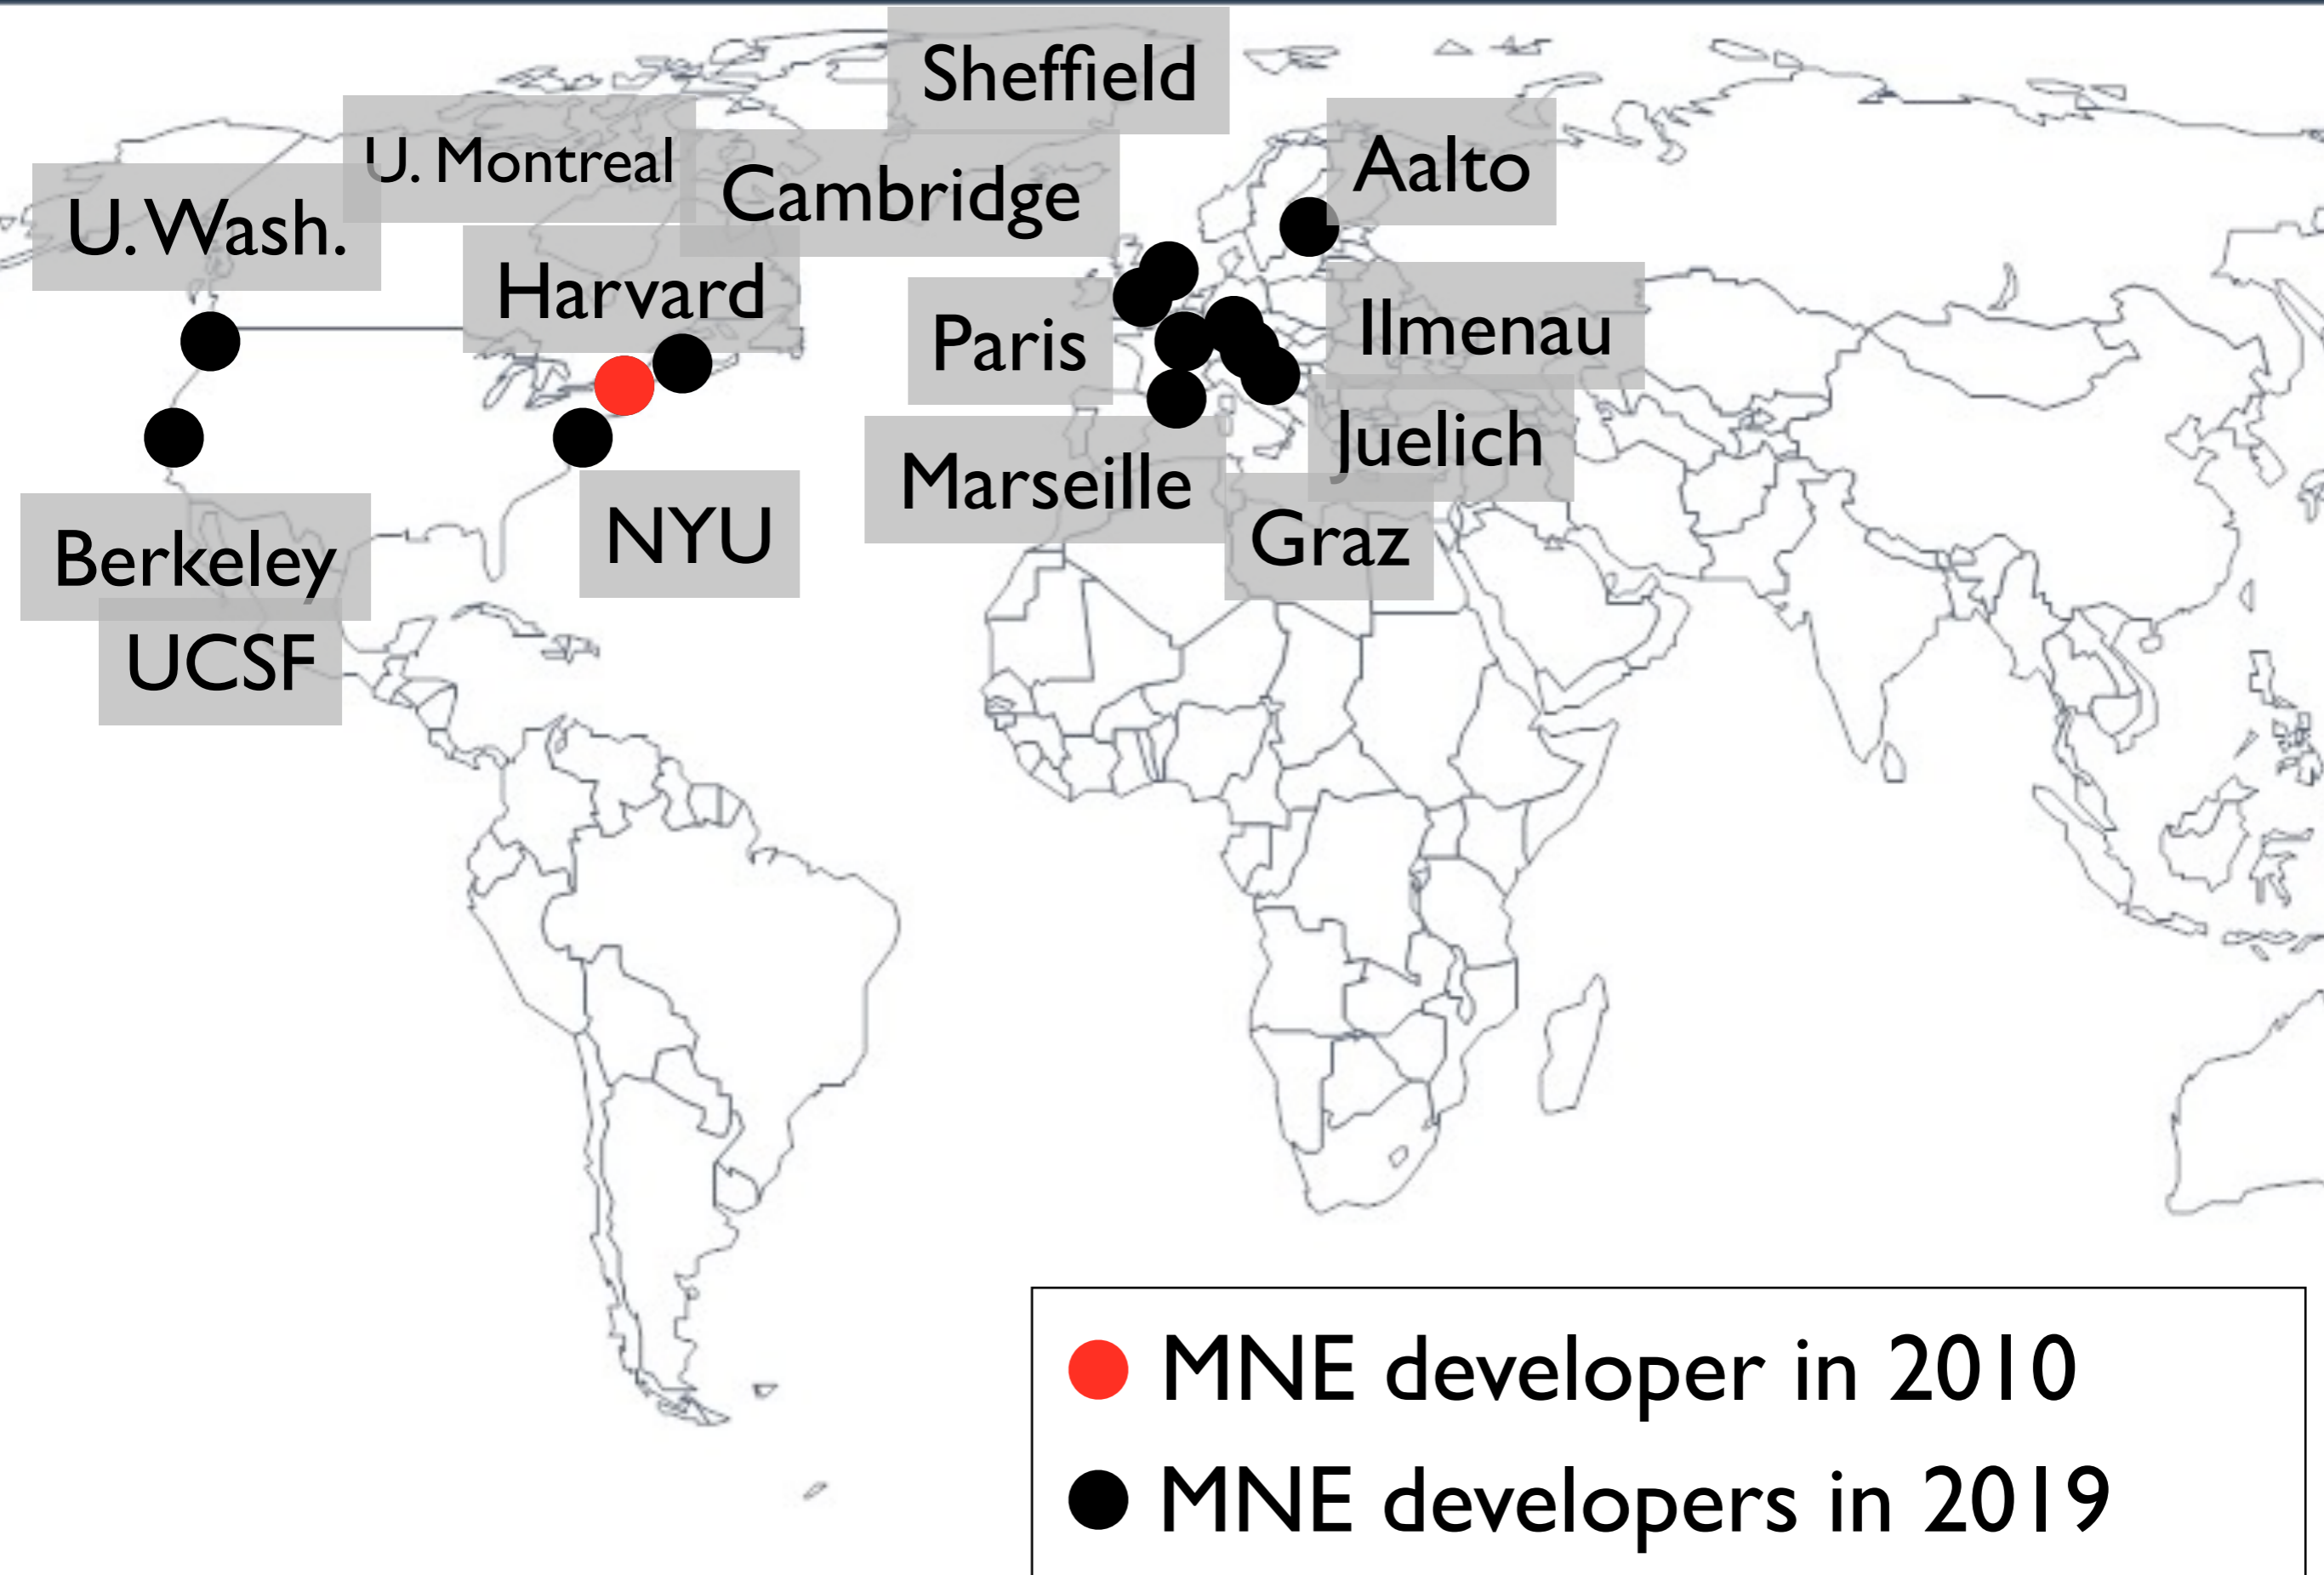 Sheffield
U. Montreal
Aalto
Cambridge
U. Wash.
Harvard
Ilmenau
Paris
Juelich
Marseille
NYU
Graz
Berkeley
UCSF
MNE developer in 2010
MNE developers in 2019